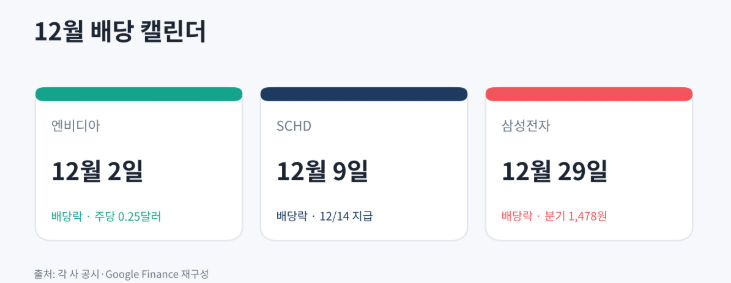 12월 배당 캘린더
엔비디아
12월 2일
배당락 · 주당 0.25달러
SCHD
12월 9일
배당락 · 12/14 지급
삼성전자
12월 29일
배당락 · 분기 1,478원
출처: 각 사 공시·Google Finance 재구성